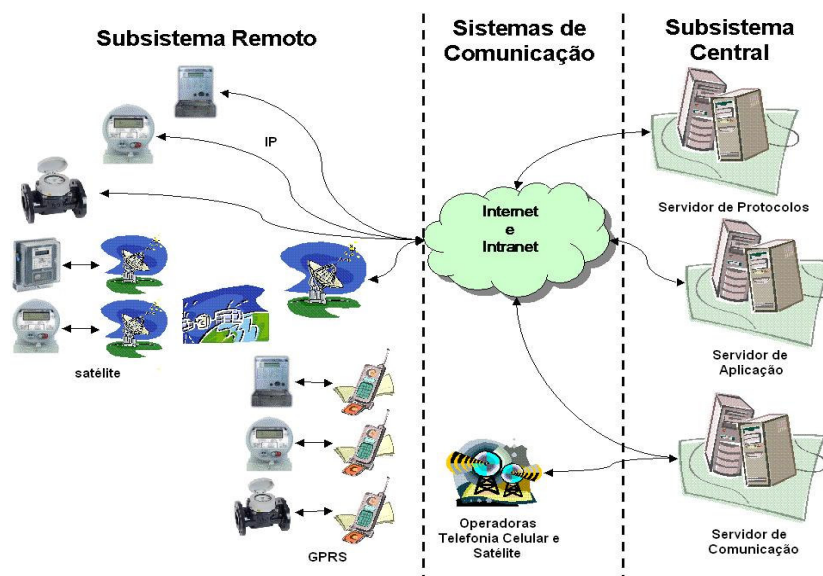 Subsistema Remoto
Sistemas de
Comunicação
Subsistema
Central
IP
satélite
GPRS
Internet
e
Intranet
Operadoras
Telefonia Celular e
Satélite
Servidor de Protocolos
Servidor de
Aplicação
Servidor de
Comunicação